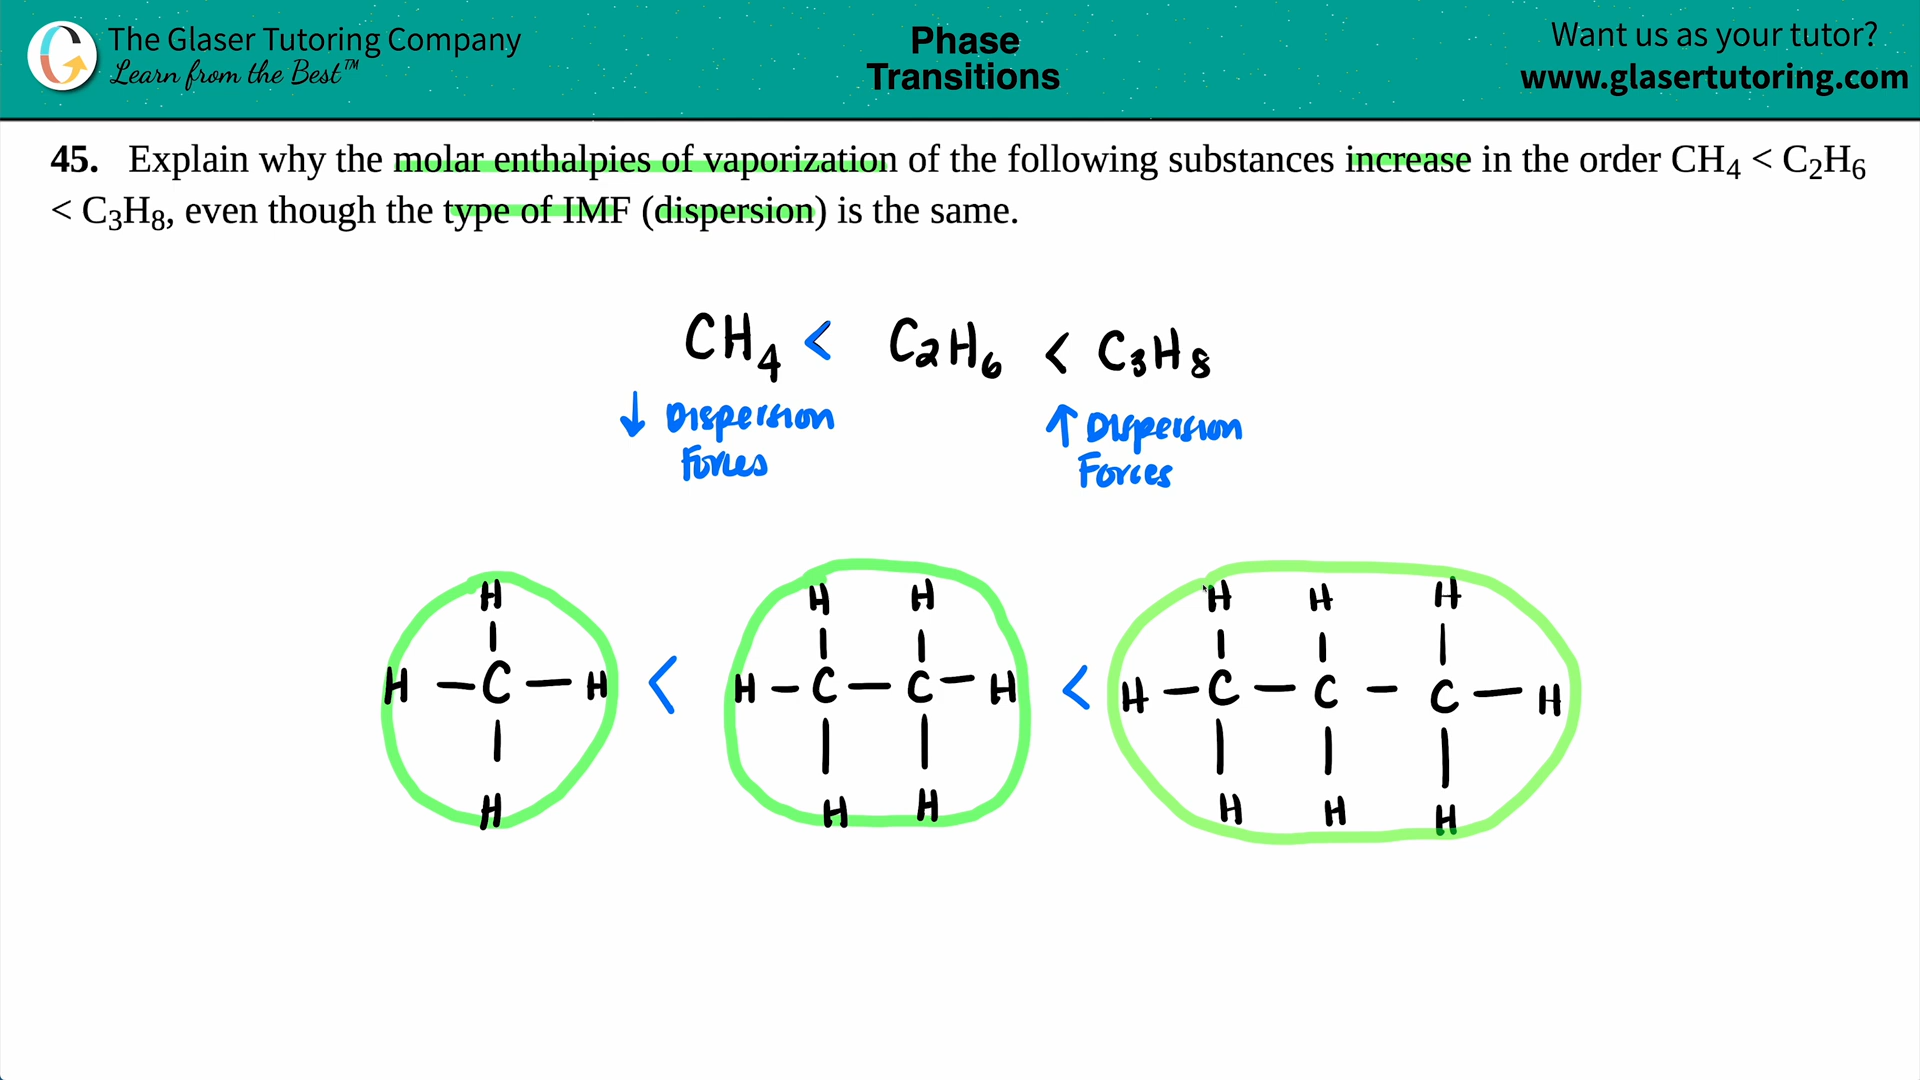 The Glaser Tutoring Company
Learn from the Best™
Phase
Transitions
Want us as your tutor?
www.glasertutoring.com
45. Explain why the molar enthalpies of vaporization of the following substances increase in the order CH₄ < C₂H₆
< C₃H₈, even though the type of IMF (dispersion) is the same.
CH₄ < C₂H₆ < C₃H₈
↓ Dispersion
Forces
↑ Dispersion
Forces
H H H H H H
H – C – H < H – C – C – H < H – C – C – C – H
H H H H H H